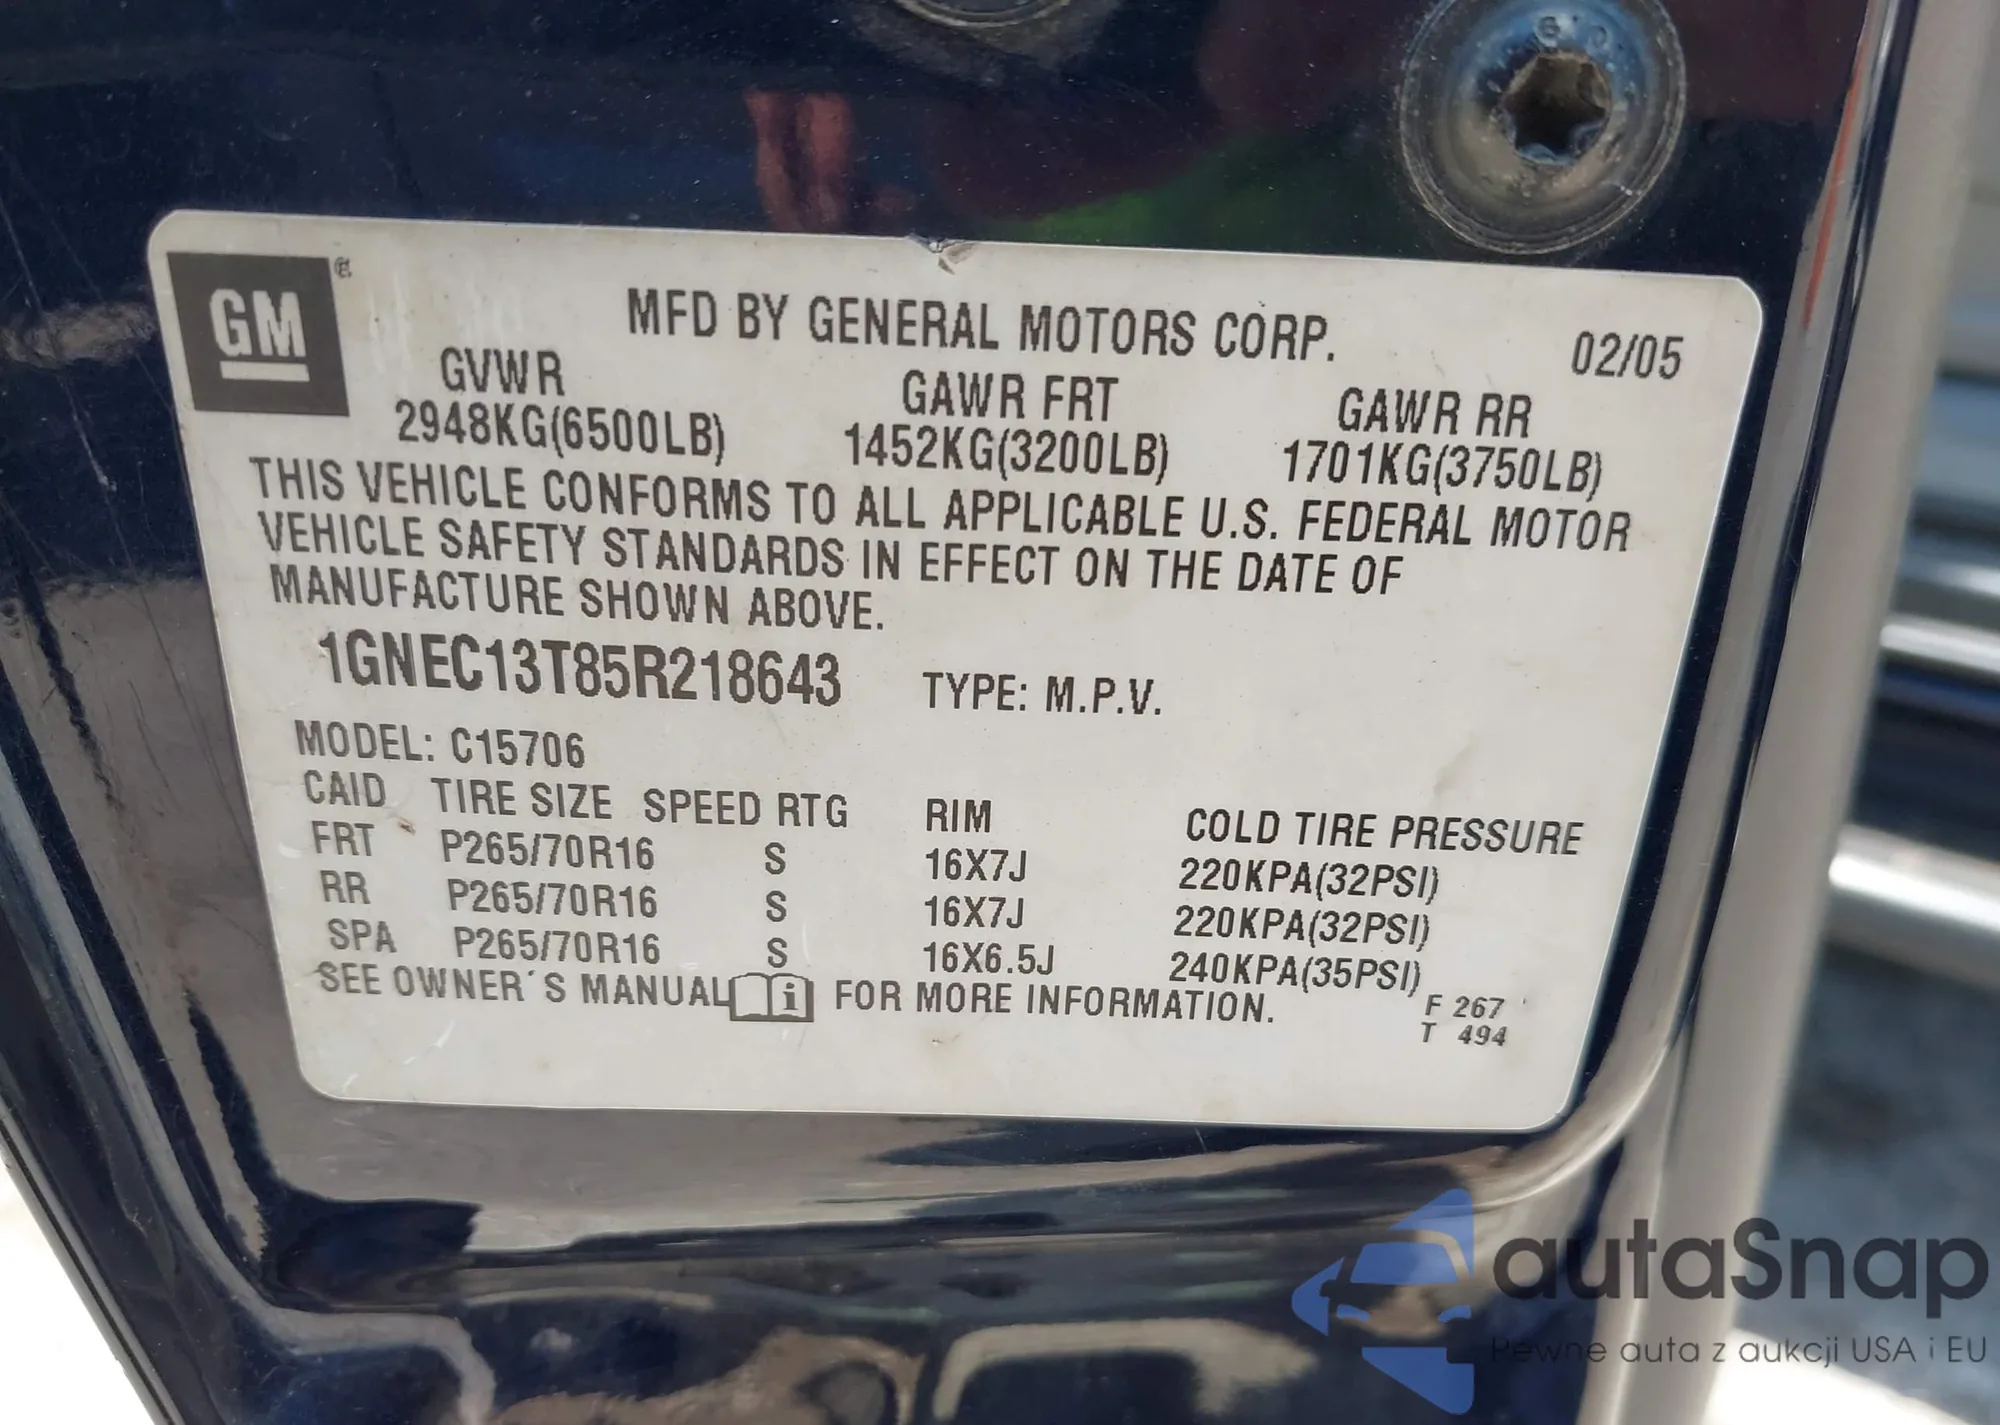 GM
MFD BY GENERAL MOTORS CORP.
02/05
GVWR GAWR FRT GAWR RR
2948KG(6500LB) 1452KG(3200LB) 1701KG(3750LB)
THIS VEHICLE CONFORMS TO ALL APPLICABLE U.S. FEDERAL MOTOR
VEHICLE SAFETY STANDARDS IN EFFECT ON THE DATE OF
MANUFACTURE SHOWN ABOVE.
1GNEC13T85R218643 TYPE: M.P.V.
MODEL: C15706
CAID TIRE SIZE SPEED RTG RIM COLD TIRE PRESSURE
FRT P265/70R16 S 16X7J 220KPA(32PSI)
RR P265/70R16 S 16X7J 220KPA(32PSI)
SPA P265/70R16 S 16X6.5J 240KPA(35PSI)
SEE OWNER´S MANUAL i FOR MORE INFORMATION.
F 267
T 494
autaSnap
Pewne auta z aukcji USA i EU